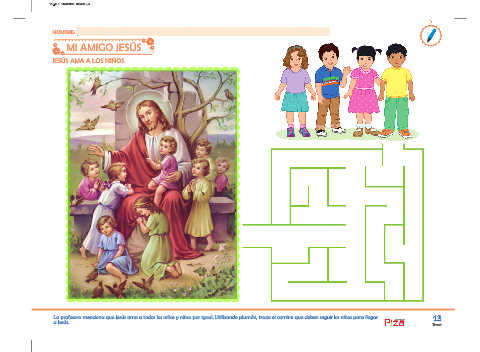 NOMBRE:
MI AMIGO JESÚS
JESÚS AMA A LOS NIÑOS
La profesora menciona que Jesús ama a todos los niños y niñas por igual. Utilizando plumón, traza el camino que deben seguir los niños para llegar
a Jesús.
Piza
13